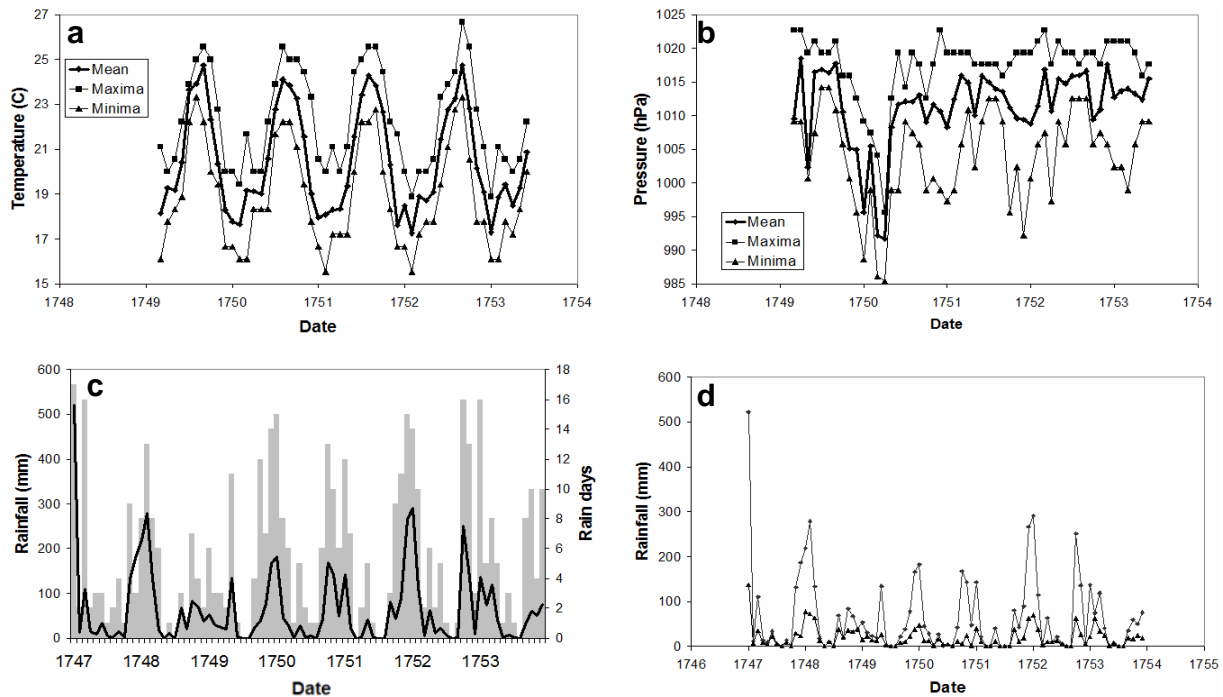 a
27
25
23
21
19
17
15
Temperature (C)
Mean
Maxima
Minima
1748 1749 1750 1751 1752 1753 1754
Date
b
1025
1020
1015
1010
1005
1000
995
990
985
Pressure (hPa)
Mean
Maxima
Minima
1748 1749 1750 1751 1752 1753 1754
Date
c
600
500
400
300
200
100
0
Rainfall (mm)
18
16
14
12
10
8
6
4
2
0
Rain days
1747 1748 1749 1750 1751 1752 1753
Date
d
600
500
400
300
200
100
0
Rainfall (mm)
1746 1747 1748 1749 1750 1751 1752 1753 1754 1755
Date